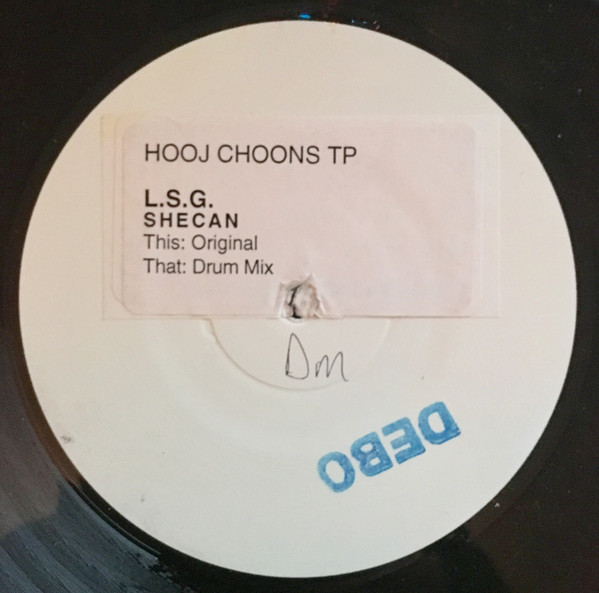 HOOJ CHOONS TP
L.S.G.
SHECAN
This: Original
That: Drum Mix
Dm
DEBO